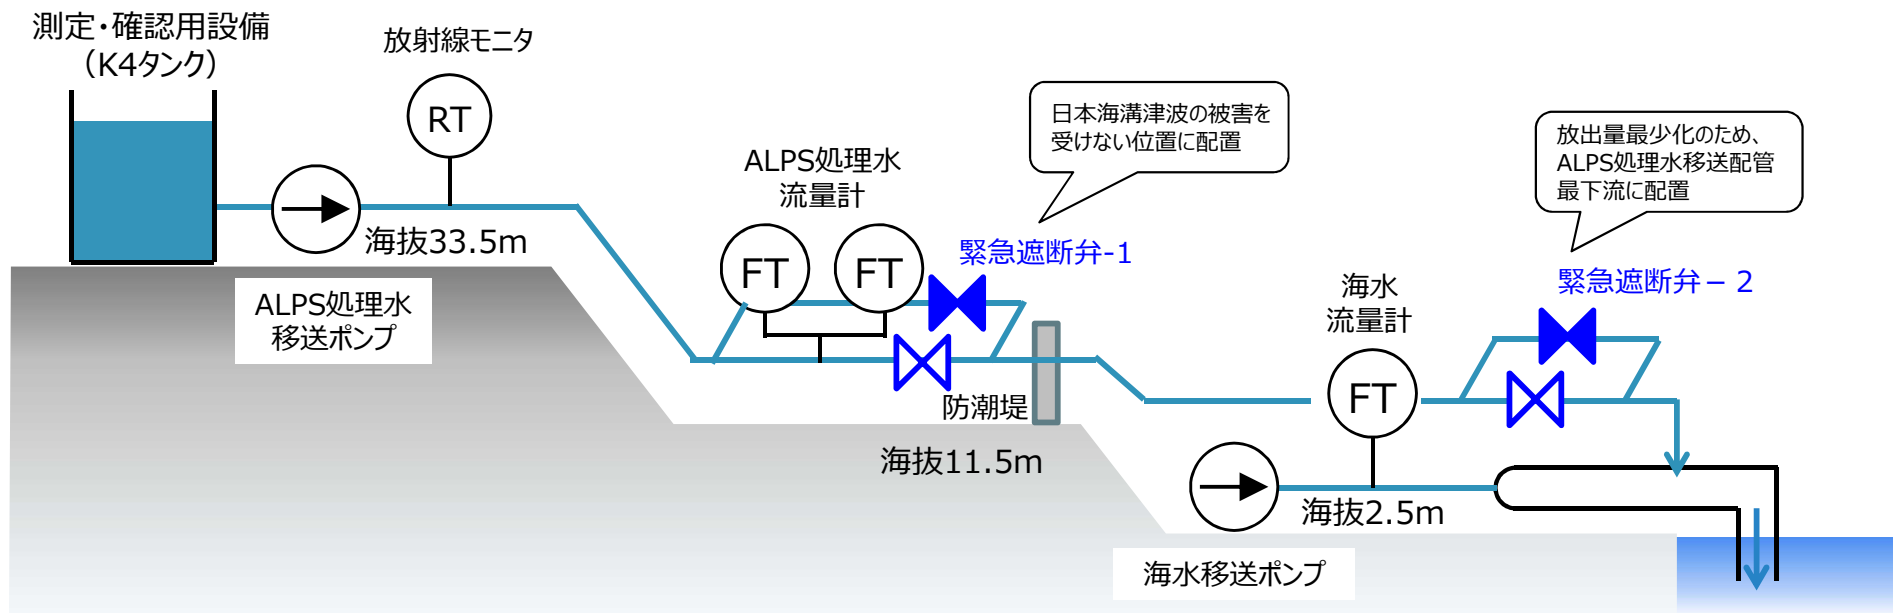 測定・確認用設備
（K4タンク）
放射線モニタ
RT
ALPS処理水
移送ポンプ
海抜33.5m
ALPS処理水
流量計
FT
FT
日本海溝津波の被害を
受けない位置に配置
緊急遮断弁-1
防潮堤
海抜11.5m
放出量最少化のため、
ALPS処理水移送配管
最下流に配置
緊急遮断弁－２
海水
流量計
FT
海抜2.5m
海水移送ポンプ